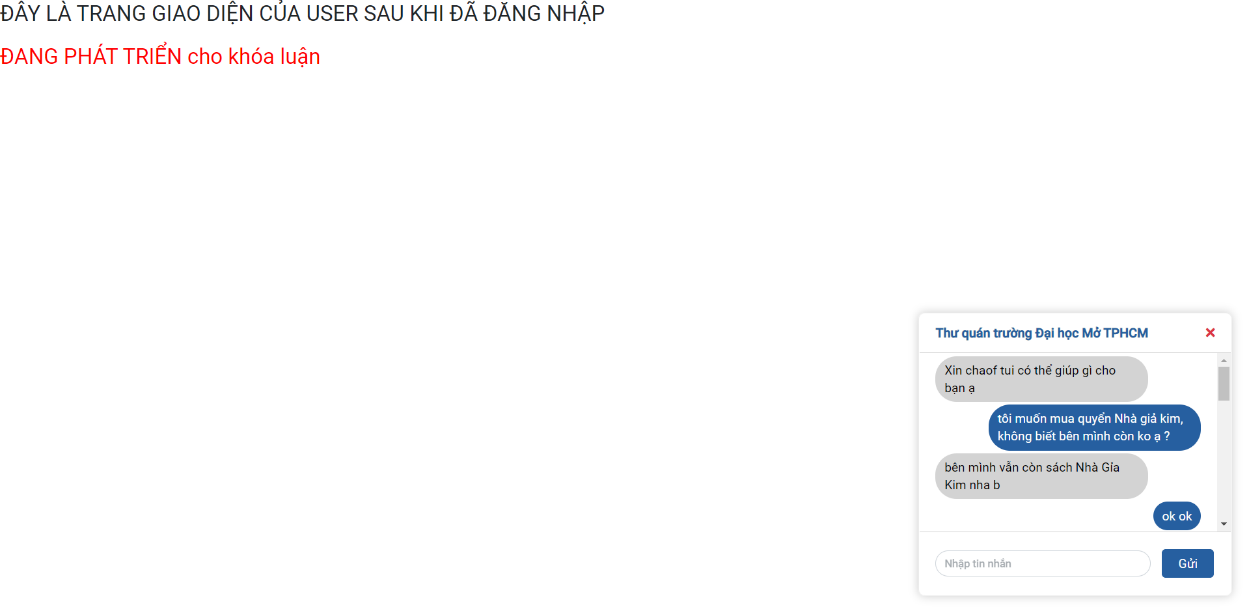 ĐÂY LÀ TRANG GIAO DIỆN CỦA USER SAU KHI ĐÃ ĐĂNG NHẬP
ĐANG PHÁT TRIỂN cho khóa luận
Thư quán trường Đại học Mở TPHCM
Xin chaof tui có thể giúp gì cho
bạn ạ
tôi muốn mua quyển Nhà giả kim,
không biết bên mình còn ko ạ ?
bên mình vẫn còn sách Nhà Gỉa
Kim nha b
ok ok
Nhập tin nhắn
Gửi